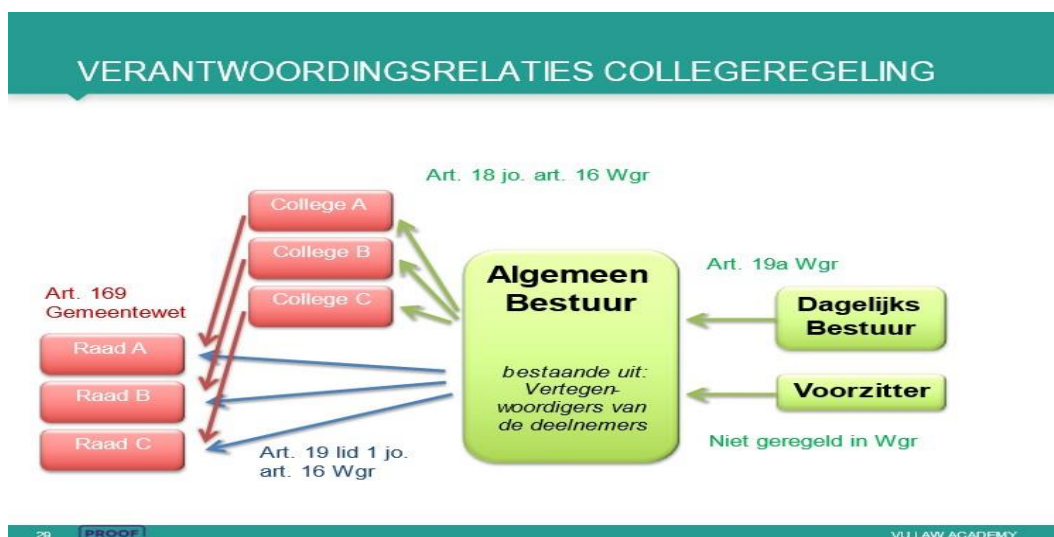 VERANTWOORDINGSRELATIES COLLEGEREGELING
Art. 18 jo. art. 16 Wgr
College A
College B
College C
Art. 169
Gemeentewet
Raad A
Raad B
Raad C
Art. 19 lid 1 jo.
art. 16 Wgr
Algemeen
Bestuur
bestaande uit:
Vertegen-
woordigers van
de deelnemers
Art. 19a Wgr
Dagelijks
Bestuur
Voorzitter
Niet geregeld in Wgr
29
PROOF
VU LAW ACADEMY